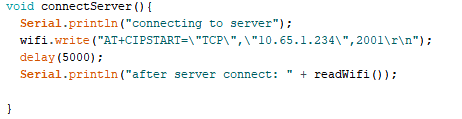 void connectServer(){
Serial.println("connecting to server");
wifi.write("AT+CIPSTART=\"TCP\",\"10.65.1.234\",2001\r\n");
delay(5000);
Serial.println("after server connect: " + readWifi());
}